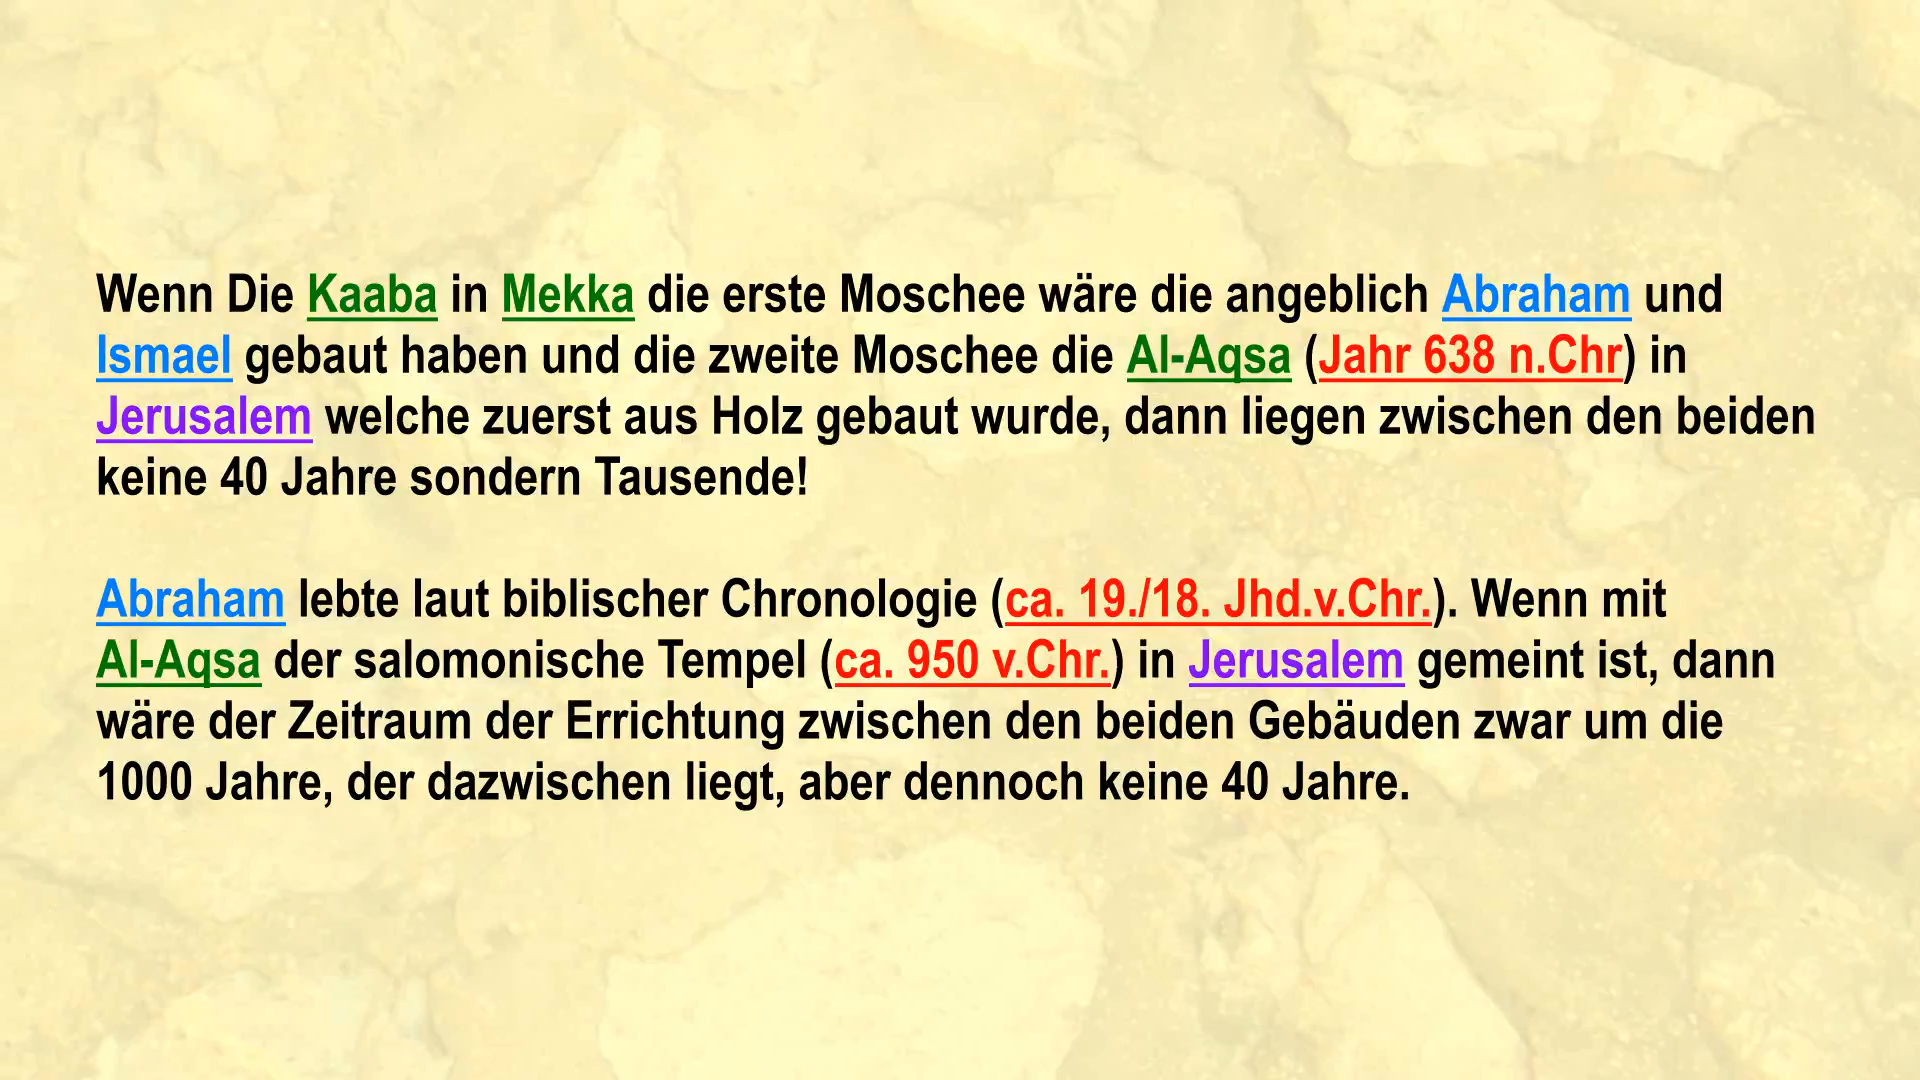 Wenn Die Kaaba in Mekka die erste Moschee wäre die angeblich Abraham und
Ismael gebaut haben und die zweite Moschee die Al-Aqsa (Jahr 638 n.Chr) in
Jerusalem welche zuerst aus Holz gebaut wurde, dann liegen zwischen den beiden
keine 40 Jahre sondern Tausende!
Abraham lebte laut biblischer Chronologie (ca. 19./18. Jhd.v.Chr.). Wenn mit
Al-Aqsa der salomonische Tempel (ca. 950 v.Chr.) in Jerusalem gemeint ist, dann
wäre der Zeitraum der Errichtung zwischen den beiden Gebäuden zwar um die
1000 Jahre, der dazwischen liegt, aber dennoch keine 40 Jahre.